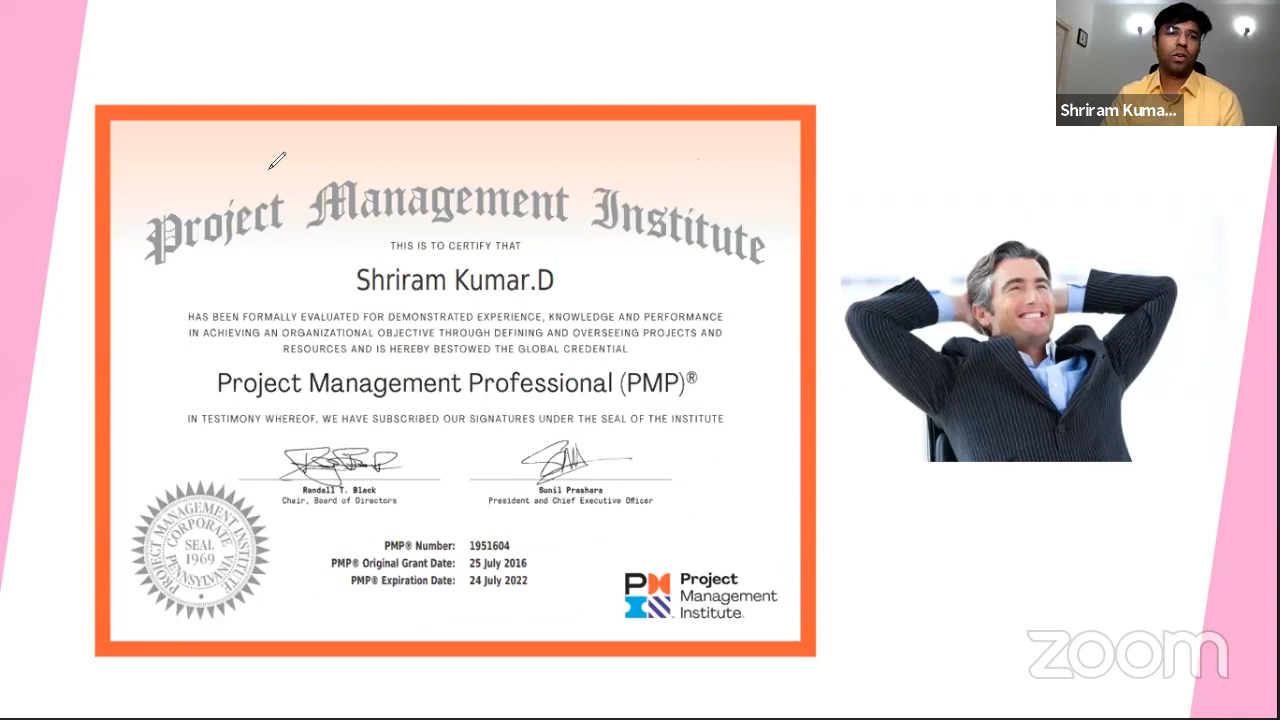 Shriram Kuma...
Project Management Institute
THIS IS TO CERTIFY THAT
Shriram Kumar.D
HAS BEEN FORMALLY EVALUATED FOR DEMONSTRATED EXPERIENCE, KNOWLEDGE AND PERFORMANCE
IN ACHIEVING AN ORGANIZATIONAL OBJECTIVE THROUGH DEFINING AND OVERSEEING PROJECTS AND
RESOURCES AND IS HEREBY BESTOWED THE GLOBAL CREDENTIAL
Project Management Professional (PMP)®
IN TESTIMONY WHEREOF, WE HAVE SUBSCRIBED OUR SIGNATURES UNDER THE SEAL OF THE INSTITUTE
Randall T. Black
Chair, Board of Directors
Sunil Prashara
President and Chief Executive Officer
PROJECT MANAGEMENT INSTITUTE
CORPORATE
SEAL
1969
PENNSYLVANIA
PMP® Number: 1951604
PMP® Original Grant Date: 25 July 2016
PMP® Expiration Date: 24 July 2022
Project
Management
Institute.
zoom